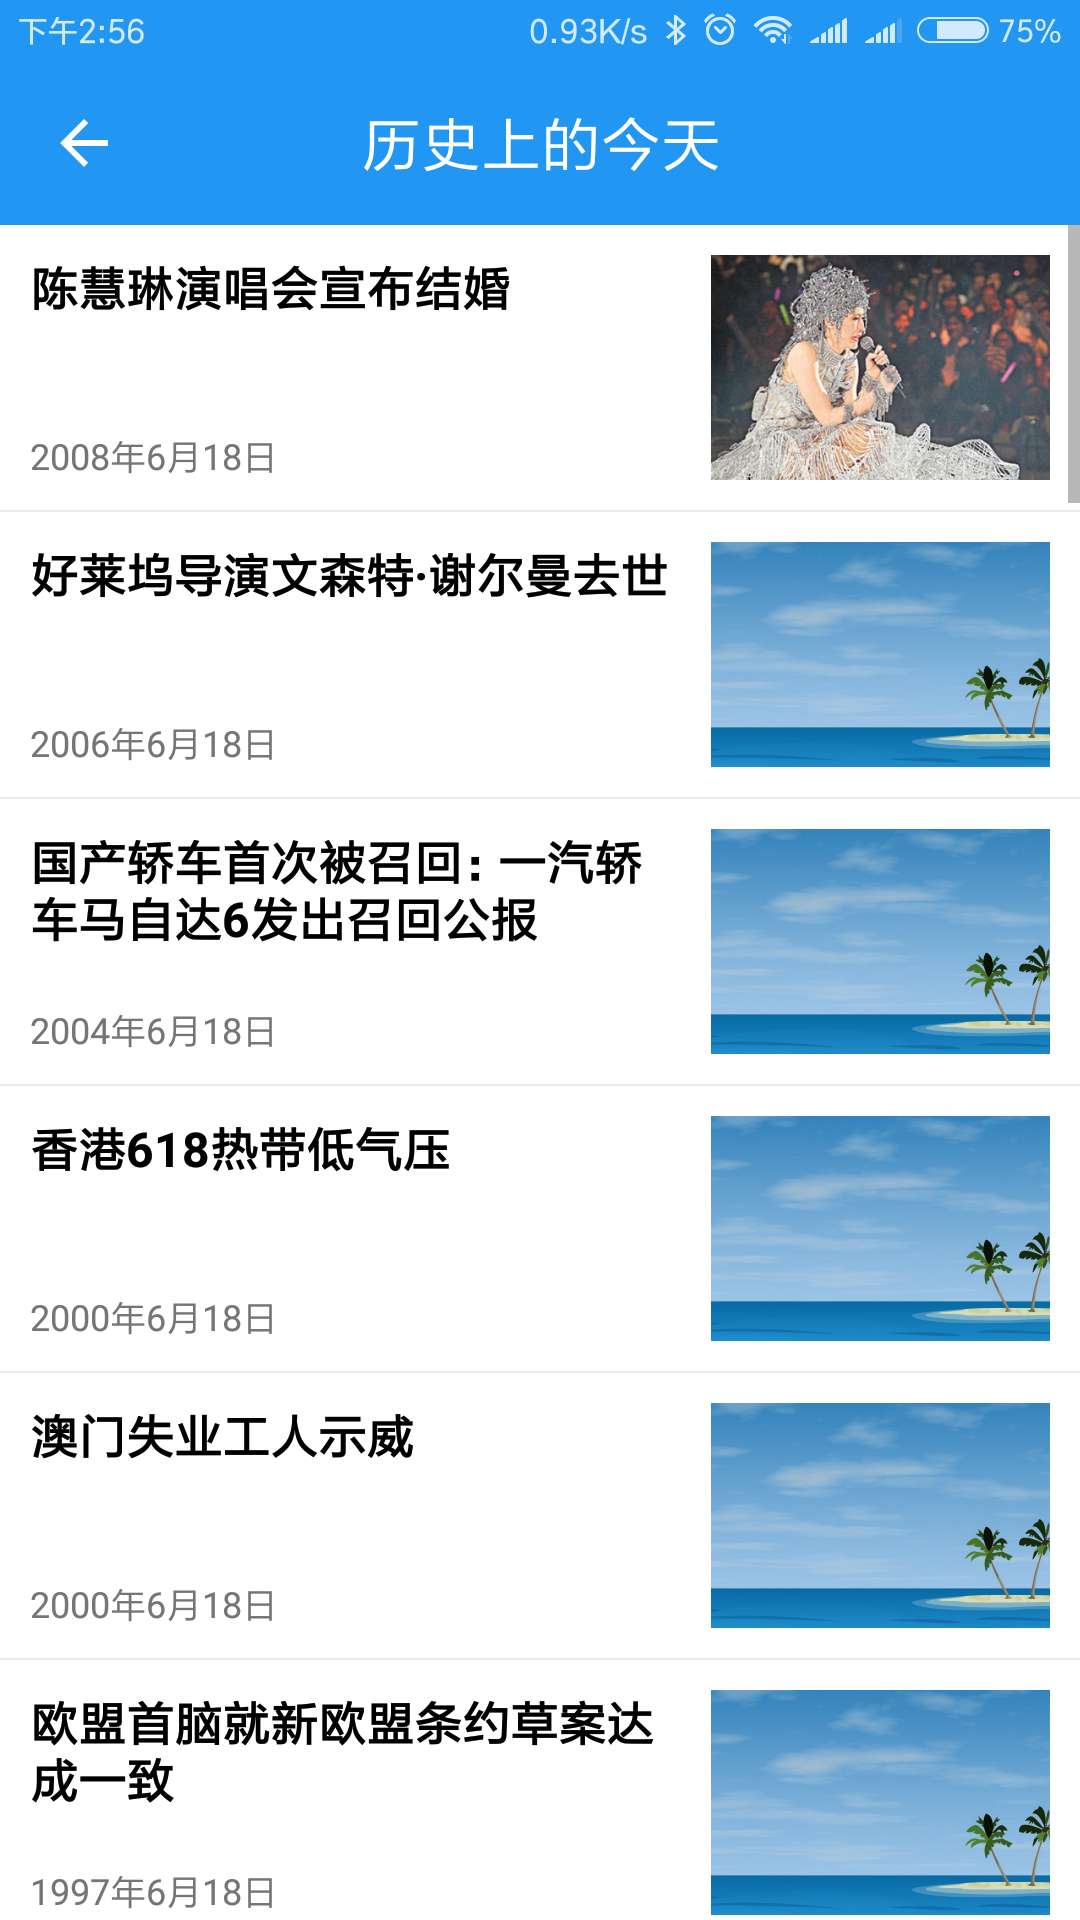 下午2:56
0.93K/s
75%
历史上的今天
陈慧琳演唱会宣布结婚
2008年6月18日
好莱坞导演文森特·谢尔曼去世
2006年6月18日
国产轿车首次被召回：一汽轿
车马自达6发出召回公报
2004年6月18日
香港618热带低气压
2000年6月18日
澳门失业工人示威
2000年6月18日
欧盟首脑就新欧盟条约草案达
成一致
1997年6月18日